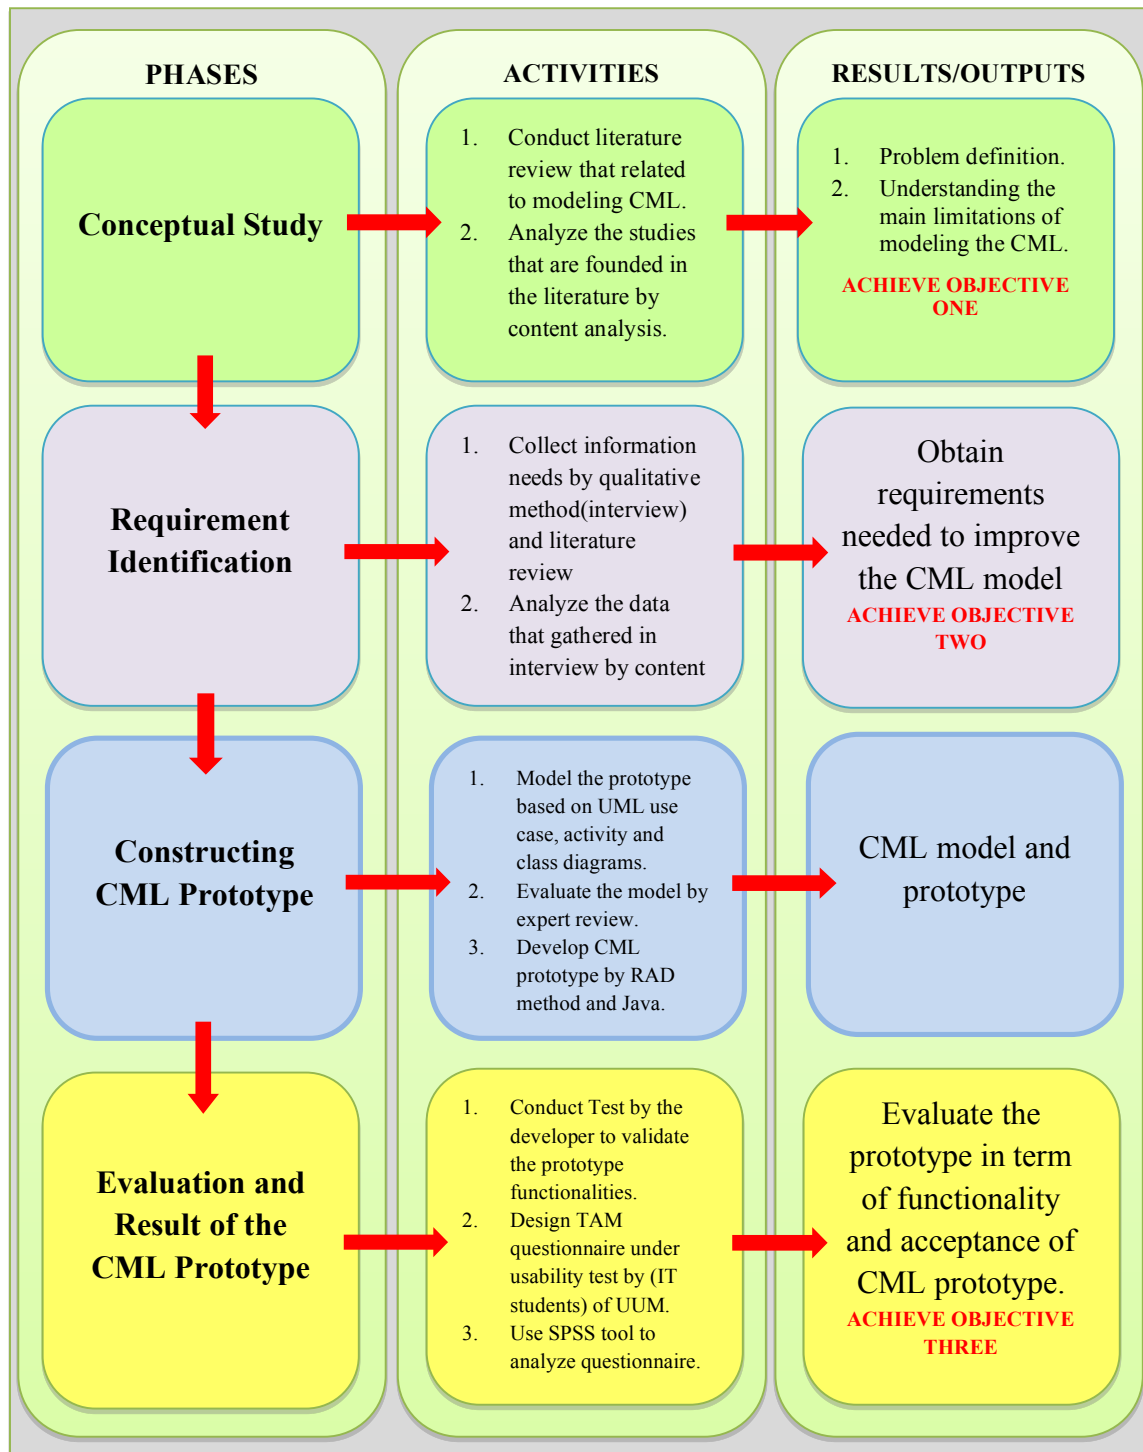 PHASES
ACTIVITIES
RESULTS/OUTPUTS
Conceptual Study
1. Conduct literature
review that related
to modeling CML.
2. Analyze the studies
that are founded in
the literature by
content analysis.
1. Problem definition.
2. Understanding the
main limitations of
modeling the CML.
ACHIEVE OBJECTIVE
ONE
Requirement
Identification
1. Collect information
needs by qualitative
method(interview)
and literature
review
2. Analyze the data
that gathered in
interview by content
Obtain
requirements
needed to improve
the CML model
ACHIEVE OBJECTIVE
TWO
Constructing
CML Prototype
1. Model the prototype
based on UML use
case, activity and
class diagrams.
2. Evaluate the model by
expert review.
3. Develop CML
prototype by RAD
method and Java.
CML model and
prototype
Evaluation and
Result of the
CML Prototype
1. Conduct Test by the
developer to validate
the prototype
functionalities.
2. Design TAM
questionnaire under
usability test by (IT
students) of UUM.
3. Use SPSS tool to
analyze questionnaire.
Evaluate the
prototype in term
of functionality
and acceptance of
CML prototype.
ACHIEVE OBJECTIVE
THREE